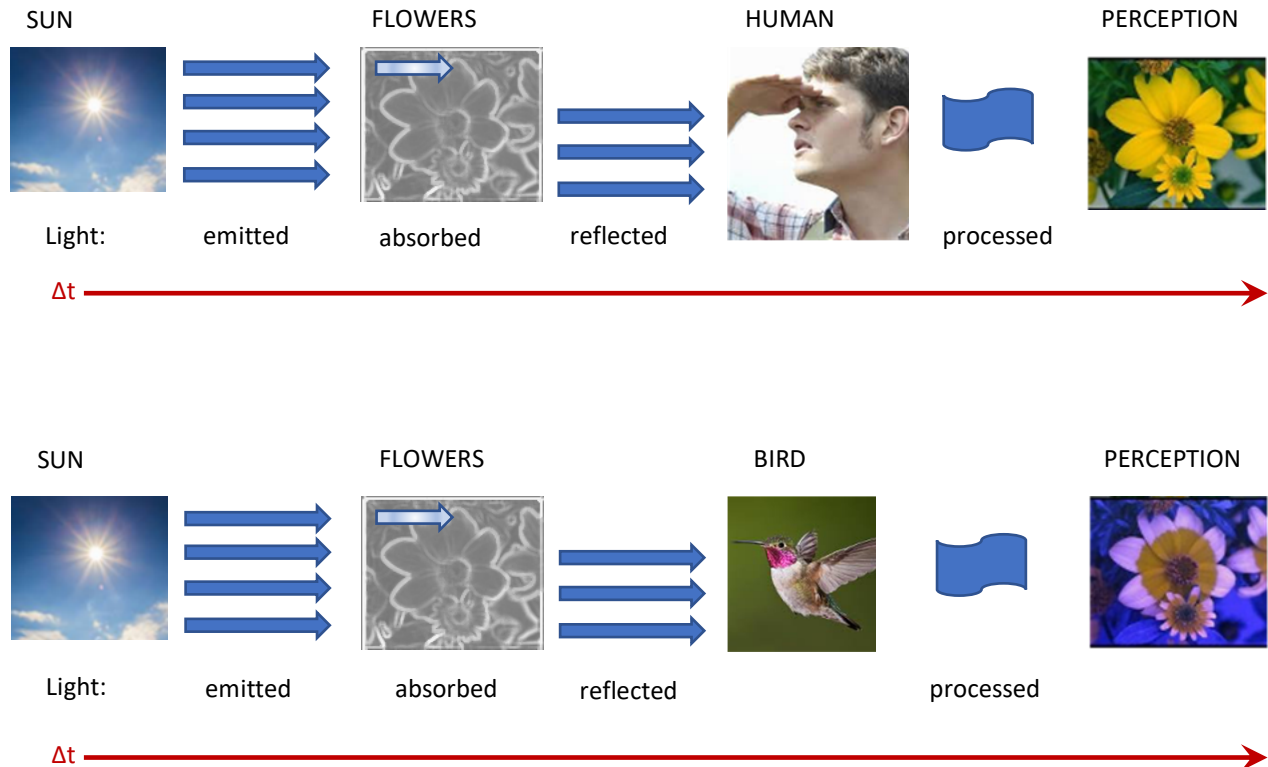 SUN FLOWERS HUMAN PERCEPTION
Light: emitted absorbed reflected processed
Δt
SUN FLOWERS BIRD PERCEPTION
Light: emitted absorbed reflected processed
Δt